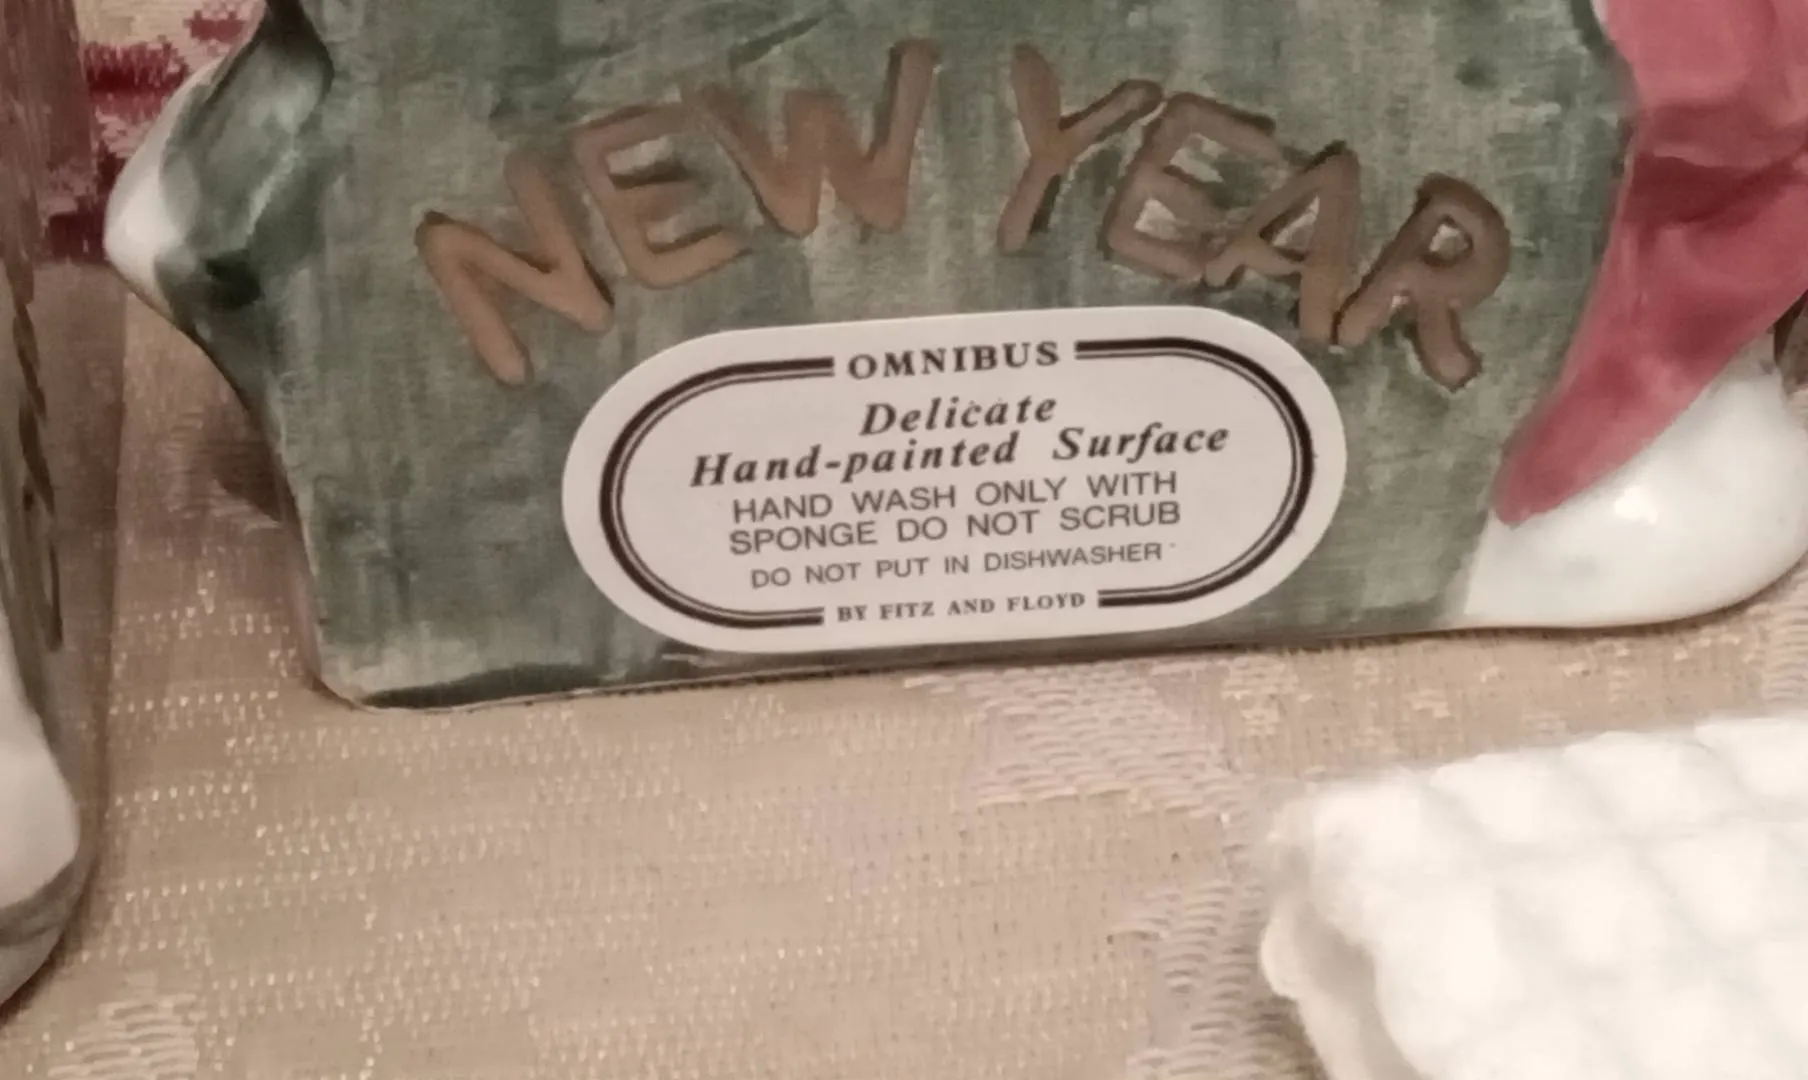 NEW YEAR
OMNIBUS
Delicate
Hand-painted Surface
HAND WASH ONLY WITH
SPONGE DO NOT SCRUB
DO NOT PUT IN DISHWASHER
BY FITZ AND FLOYD